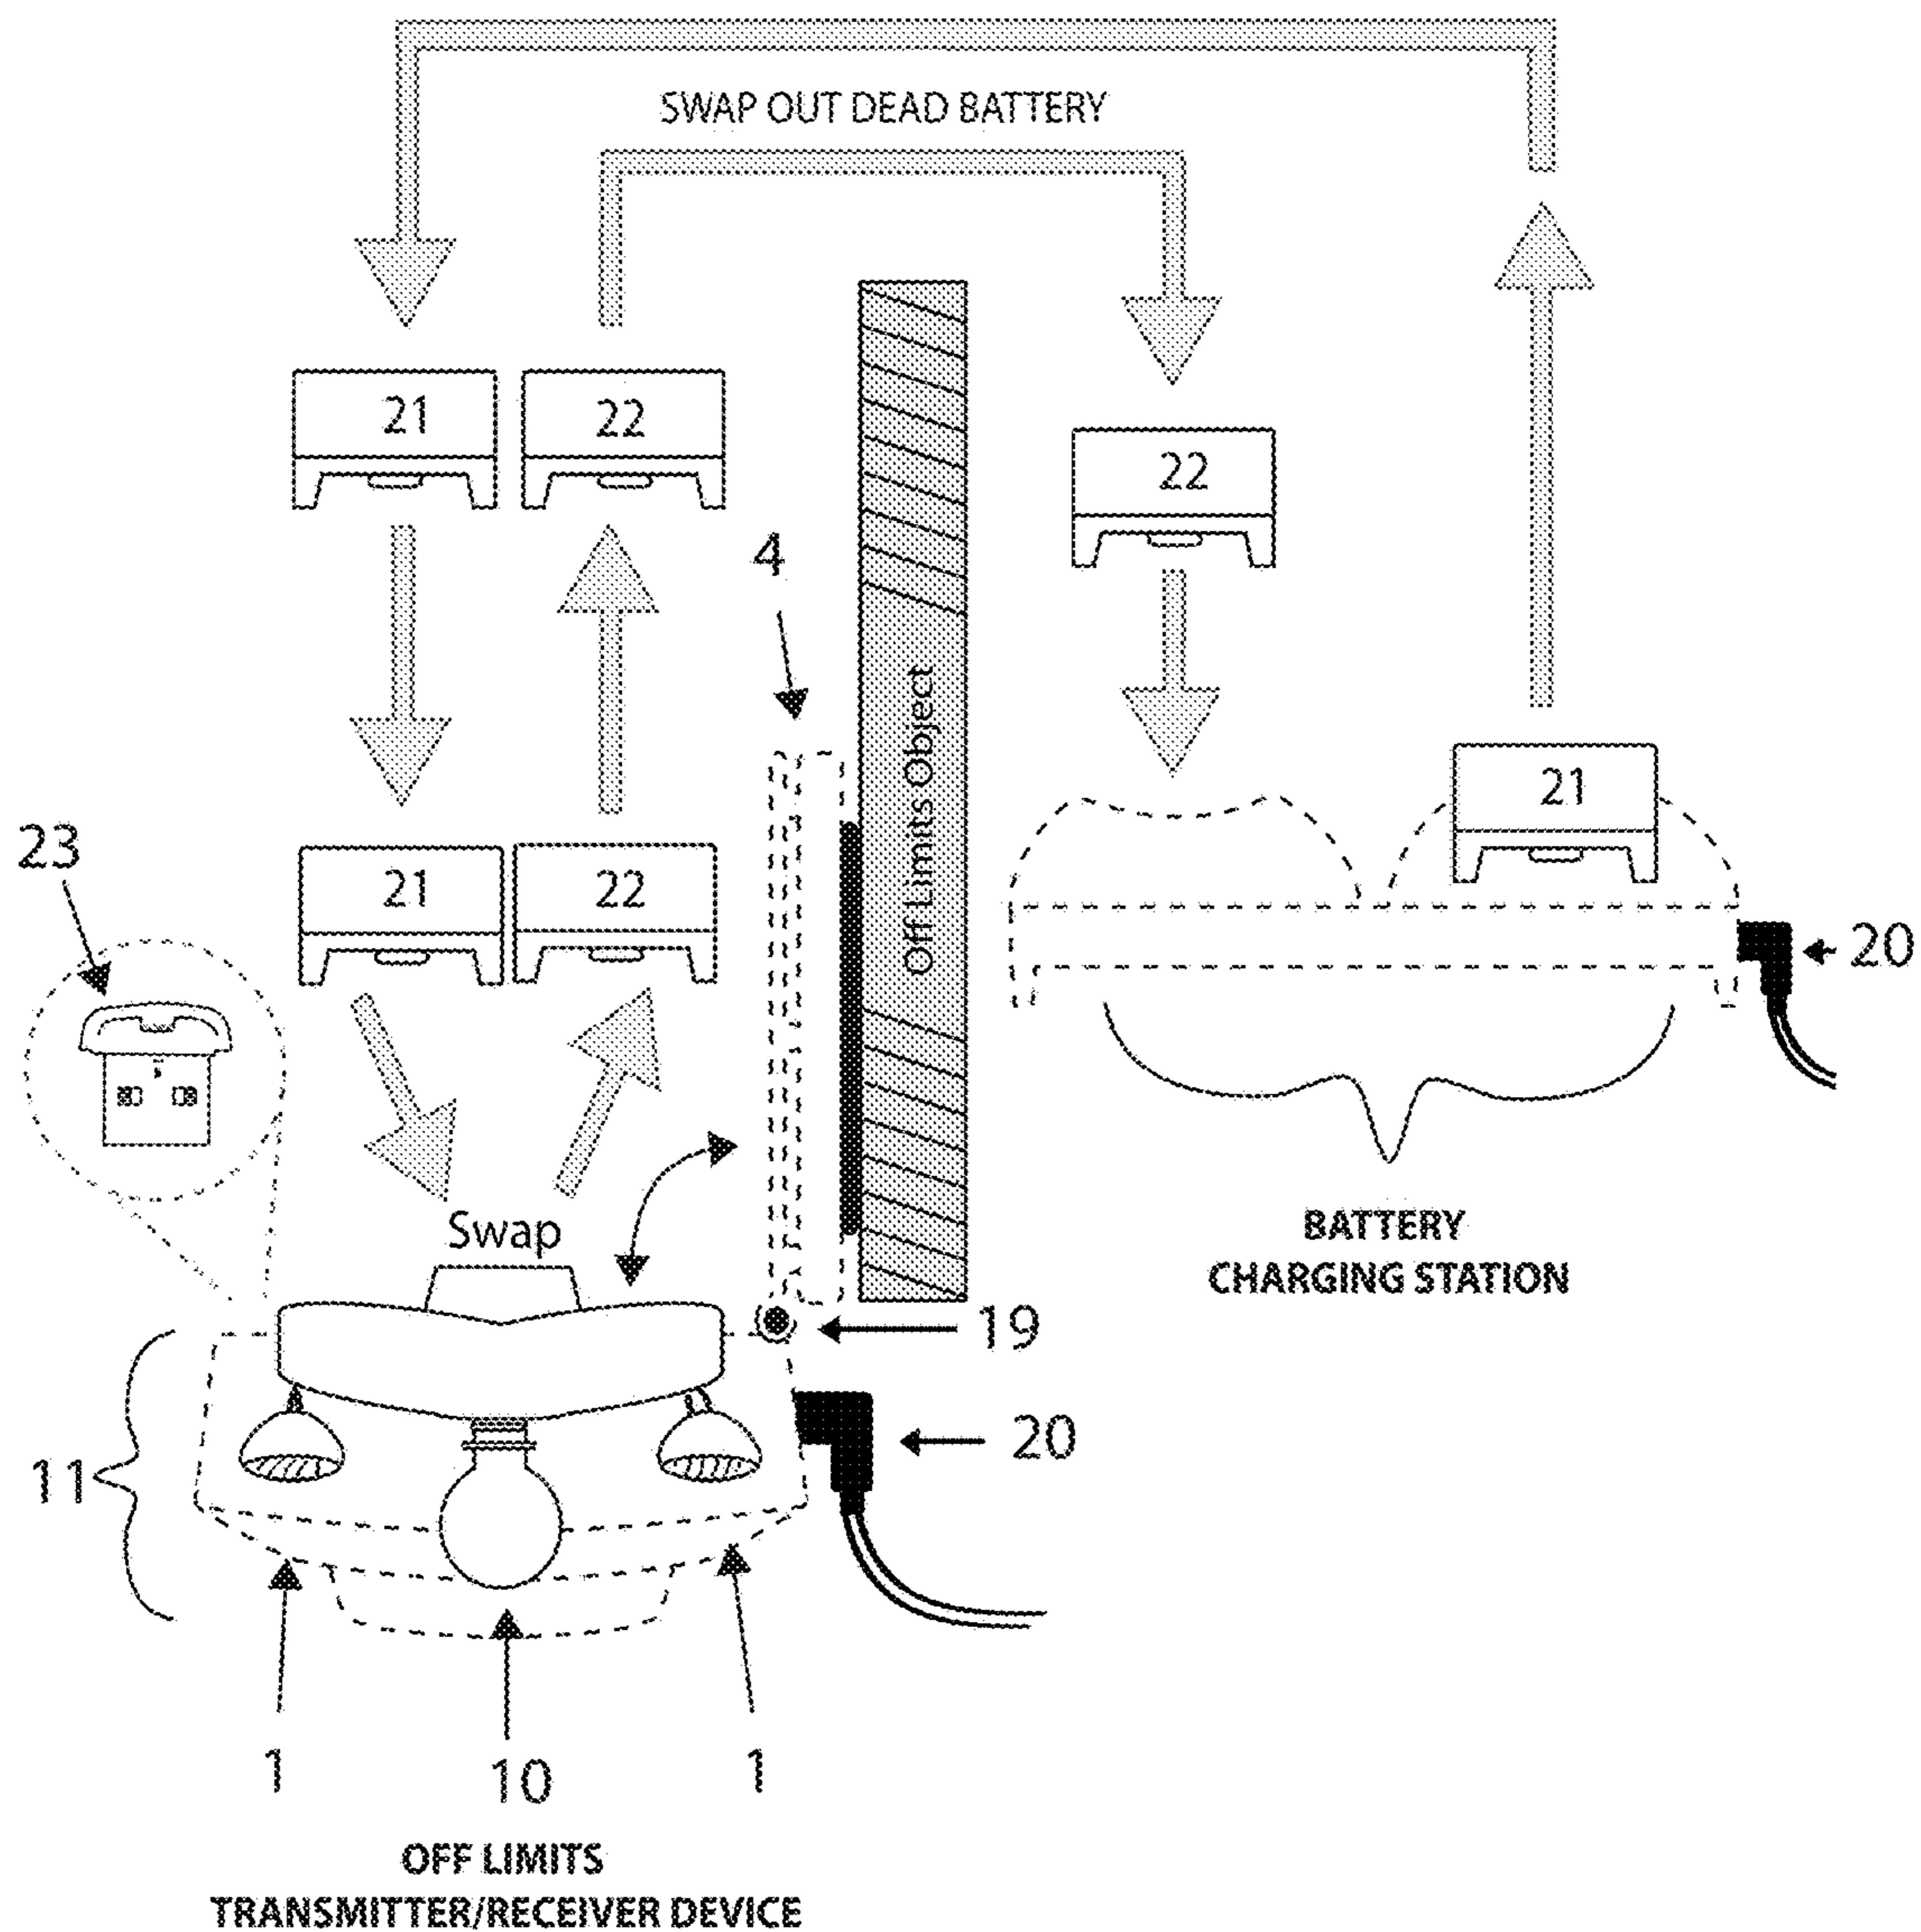 SWAP OUT DEAD BATTERY
21
22
22
4
Off Limits Object
21
23
21
22
20
Swap
BATTERY
CHARGING STATION
19
20
11
1
10
1
OFF LIMITS
TRANSMITTER/RECEIVER DEVICE